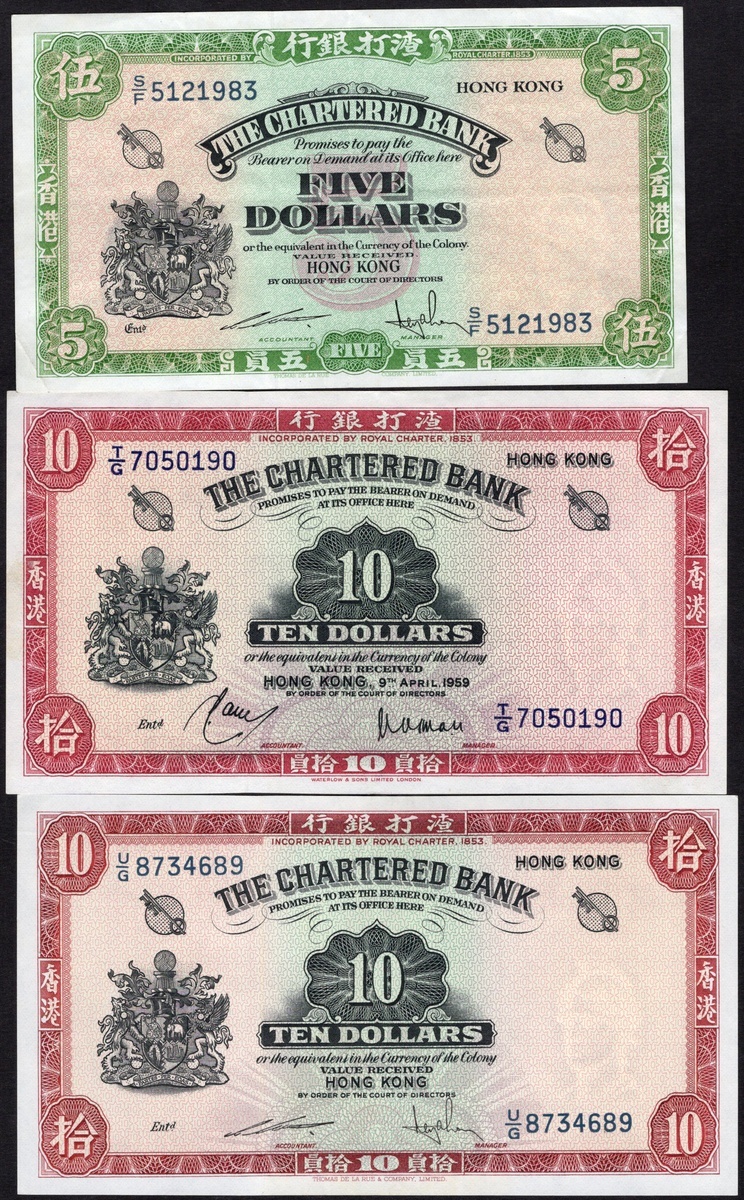 行銀打渣
INCORPORATED BY ROYAL CHARTER.1853.
伍 5
S/F 5121983 HONG KONG
THE CHARTERED BANK
Promises to pay the
Bearer on Demand at its Office here
FIVE
DOLLARS
香港 香港
or the equivalent in the Currency of the Colony.
VALUE RECEIVED.
HONG KONG
BY ORDER OF THE COURT OF DIRECTORS
Entd
S/F 5121983
ACCOUNTANT MANAGER
5 員五 FIVE 員五 伍
THOMAS DE LA RUE & COMPANY, LIMITED.
行銀打渣
INCORPORATED BY ROYAL CHARTER, 1853.
10 拾
T/G 7050190 HONG KONG
THE CHARTERED BANK
PROMISES TO PAY THE BEARER ON DEMAND
AT ITS OFFICE HERE
10
香港 香港
TEN DOLLARS
or the equivalent in the Currency of the Colony
VALUE RECEIVED
HONG KONG, 9TH APRIL, 1959
BY ORDER OF THE COURT OF DIRECTORS
Entd
T/G 7050190
ACCOUNTANT MANAGER
拾 員拾 10 員拾 10
WATERLOW & SONS LIMITED LONDON.
行銀打渣
INCORPORATED BY ROYAL CHARTER, 1853.
10 拾
U/G 8734689 HONG KONG
THE CHARTERED BANK
PROMISES TO PAY THE BEARER ON DEMAND
AT ITS OFFICE HERE
10
香港 香港
TEN DOLLARS
or the equivalent in the Currency of the Colony
VALUE RECEIVED
HONG KONG
BY ORDER OF THE COURT OF DIRECTORS
Entd
U/G 8734689
ACCOUNTANT MANAGER
拾 員拾 10 員拾 10
THOMAS DE LA RUE & COMPANY, LIMITED.